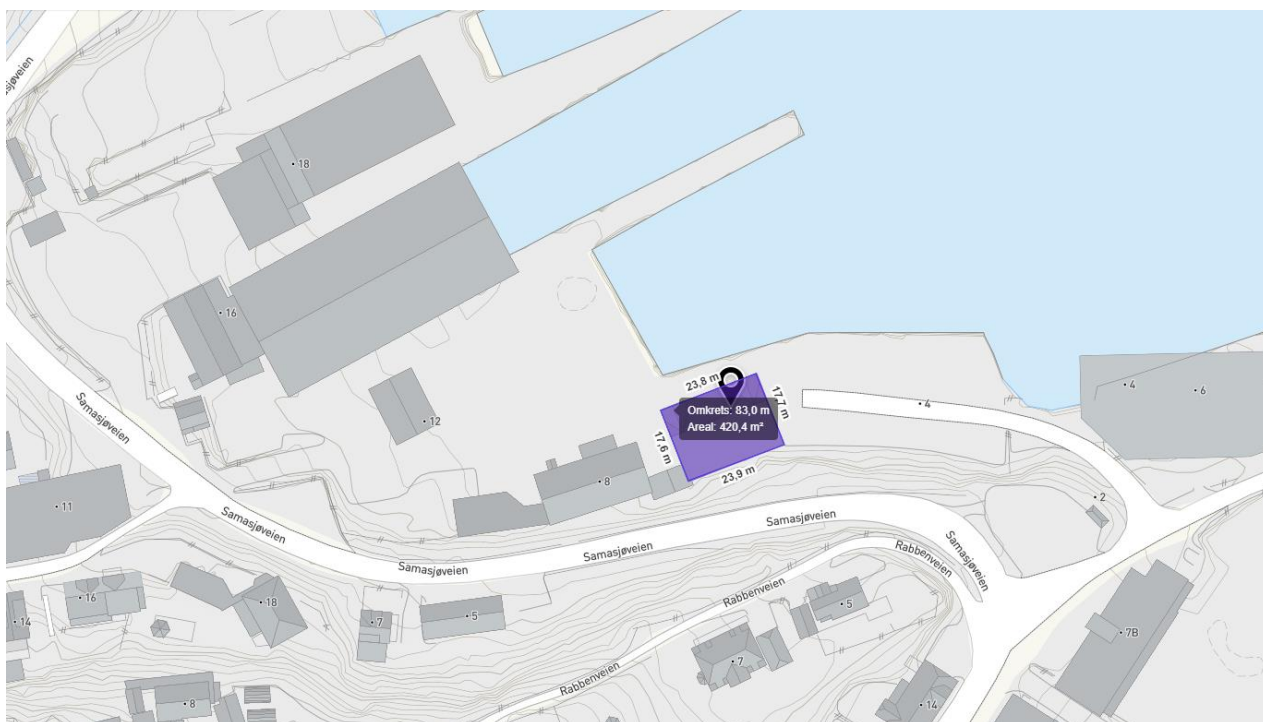 sjøveien
18
16
12
11
Samasjøveien
Samasjøveien
Samasjøveien
Samasjøveien
Samasjøveien
Samasjøveien
23,8 m
17,7 m
Omkrets: 83,0 m
Areal: 420,4 m²
17,6 m
23,9 m
8
4
4
6
2
Rabbenveien
Rabbenveien
Rabbenveien
16
14
18
7
5
8
7
5
14
7B